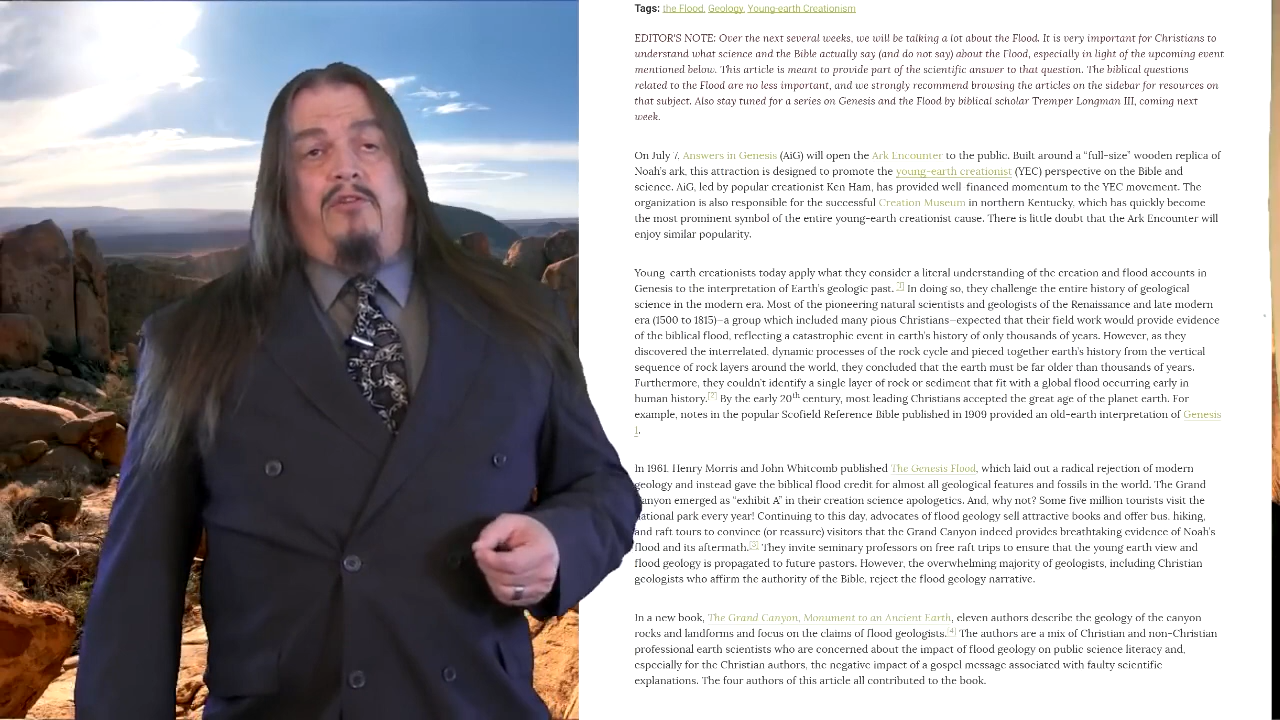 Tags: the Flood, Geology, Young-earth Creationism
EDITOR'S NOTE: Over the next several weeks, we will be talking a lot about the Flood. It is very important for Christians to
understand what science and the Bible actually say (and do not say) about the Flood, especially in light of the upcoming event
mentioned below. This article is meant to provide part of the scientific answer to that question. The biblical questions
related to the Flood are no less important, and we strongly recommend browsing the articles on the sidebar for resources on
that subject. Also stay tuned for a series on Genesis and the Flood by biblical scholar Tremper Longman III, coming next
week.
On July 7, Answers in Genesis (AiG) will open the Ark Encounter to the public. Built around a “full-size” wooden replica of
Noah's ark, this attraction is designed to promote the young-earth creationist (YEC) perspective on the Bible and
science. AiG, led by popular creationist Ken Ham, has provided well financed momentum to the YEC movement. The
organization is also responsible for the successful Creation Museum in northern Kentucky, which has quickly become
the most prominent symbol of the entire young-earth creationist cause. There is little doubt that the Ark Encounter will
enjoy similar popularity.
Young earth creationists today apply what they consider a literal understanding of the creation and flood accounts in
Genesis to the interpretation of Earth's geologic past. [1] In doing so, they challenge the entire history of geological
science in the modern era. Most of the pioneering natural scientists and geologists of the Renaissance and late modern
era (1500 to 1815)—a group which included many pious Christians—expected that their field work would provide evidence
of the biblical flood, reflecting a catastrophic event in earth's history of only thousands of years. However, as they
discovered the interrelated, dynamic processes of the rock cycle and pieced together earth's history from the vertical
sequence of rock layers around the world, they concluded that the earth must be far older than thousands of years.
Furthermore, they couldn't identify a single layer of rock or sediment that fit with a global flood occurring early in
human history.[2] By the early 20th century, most leading Christians accepted the great age of the planet earth. For
example, notes in the popular Scofield Reference Bible published in 1909 provided an old-earth interpretation of Genesis
1.
In 1961, Henry Morris and John Whitcomb published The Genesis Flood, which laid out a radical rejection of modern
geology and instead gave the biblical flood credit for almost all geological features and fossils in the world. The Grand
anyon emerged as “exhibit A” in their creation science apologetics. And, why not? Some five million tourists visit the
national park every year! Continuing to this day, advocates of flood geology sell attractive books and offer bus, hiking,
and raft tours to convince (or reassure) visitors that the Grand Canyon indeed provides breathtaking evidence of Noah's
flood and its aftermath.[3] They invite seminary professors on free raft trips to ensure that the young earth view and
flood geology is propagated to future pastors. However, the overwhelming majority of geologists, including Christian
geologists who affirm the authority of the Bible, reject the flood geology narrative.
In a new book, The Grand Canyon, Monument to an Ancient Earth, eleven authors describe the geology of the canyon
rocks and landforms and focus on the claims of flood geologists.[4] The authors are a mix of Christian and non-Christian
professional earth scientists who are concerned about the impact of flood geology on public science literacy and,
especially for the Christian authors, the negative impact of a gospel message associated with faulty scientific
explanations. The four authors of this article all contributed to the book.